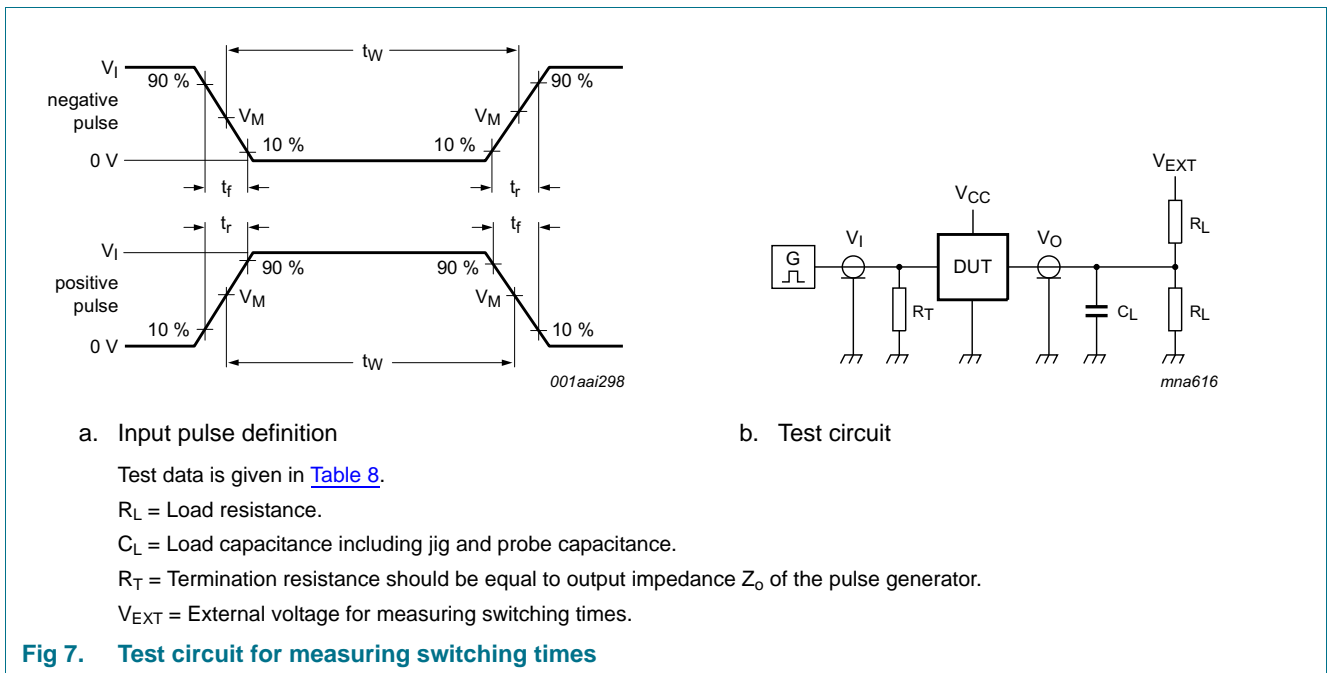 tW
VI
90 %
90 %
negative
pulse
VM
VM
10 %
10 %
0 V
tf
tr
tr
tf
VI
90 %
90 %
positive
pulse
VM
VM
10 %
10 %
0 V
tW
001aai298
VEXT
VCC
RL
VI
VO
G
DUT
RT
CL
RL
mna616
a. Input pulse definition
b. Test circuit
Test data is given in Table 8.
RL = Load resistance.
CL = Load capacitance including jig and probe capacitance.
RT = Termination resistance should be equal to output impedance Zo of the pulse generator.
VEXT = External voltage for measuring switching times.
Fig 7. Test circuit for measuring switching times